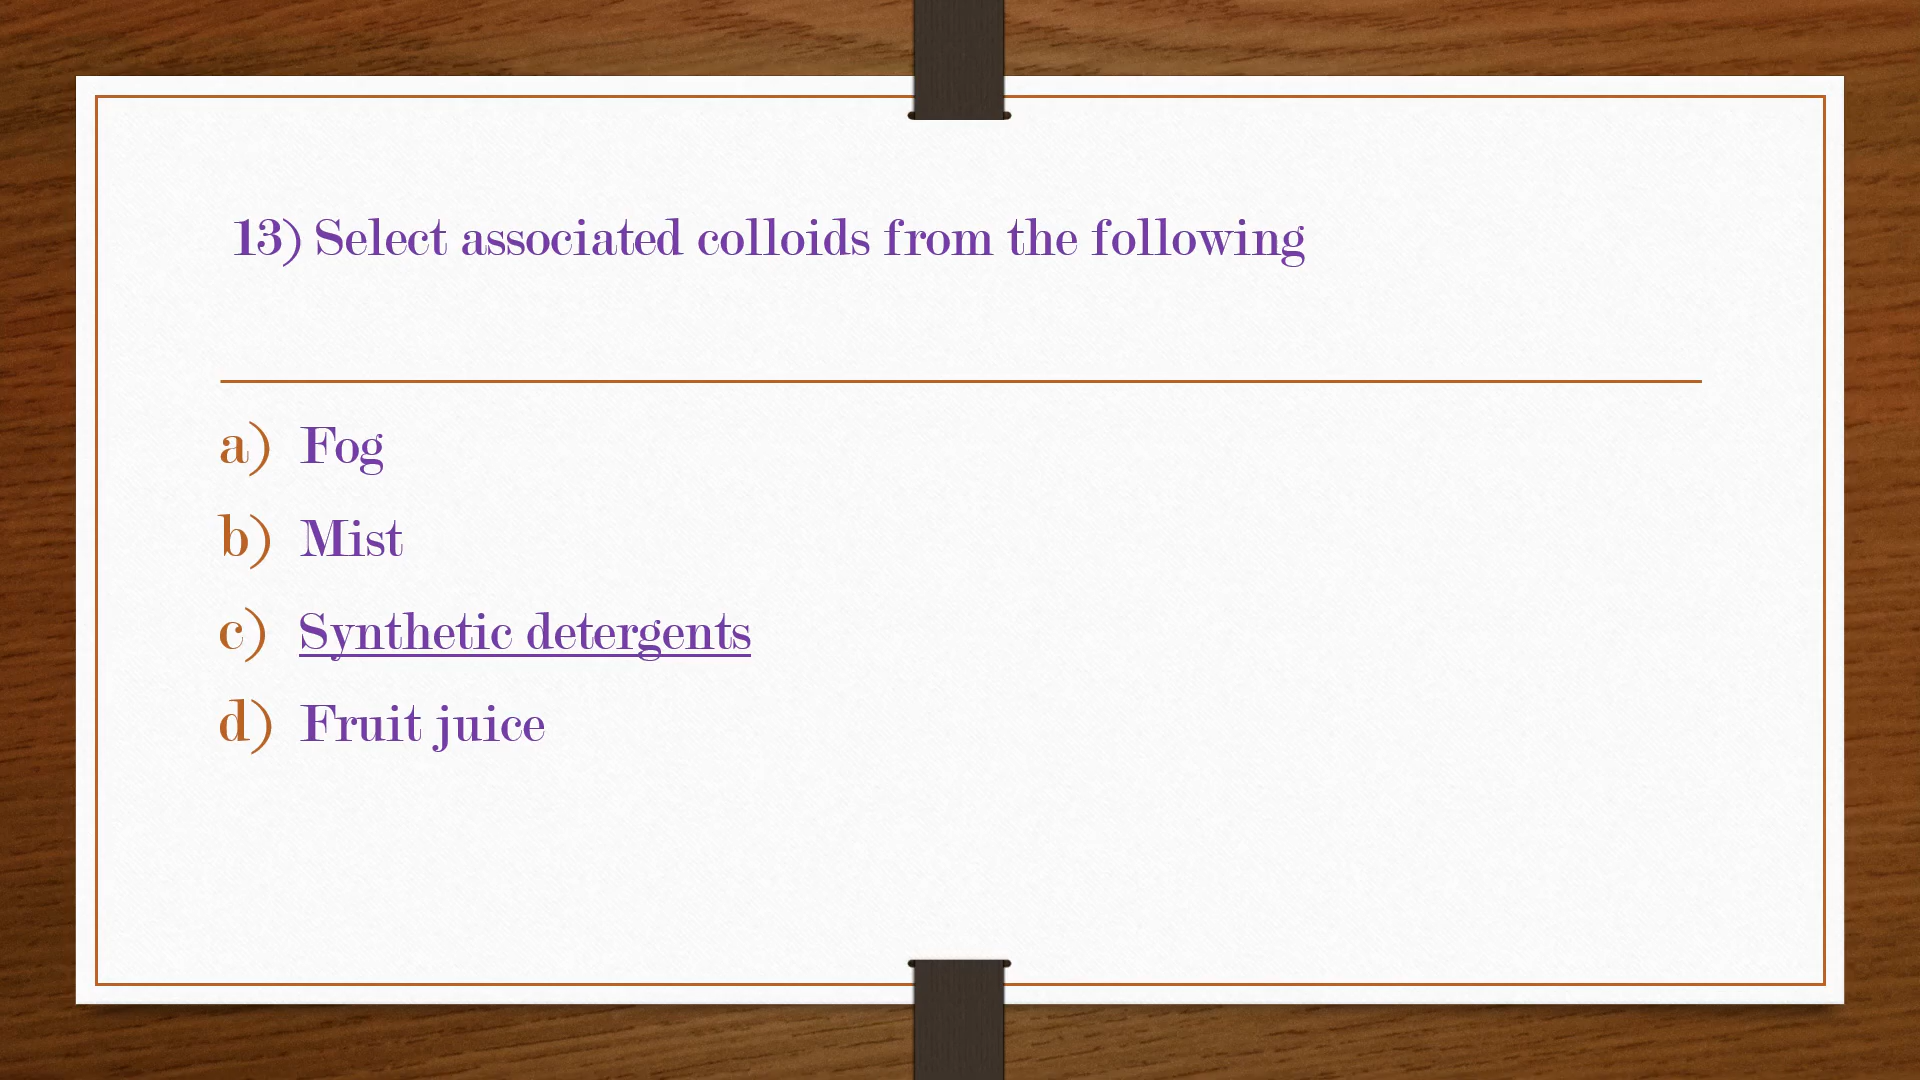 13) Select associated colloids from the following
a) Fog
b) Mist
c) Synthetic detergents
d) Fruit juice